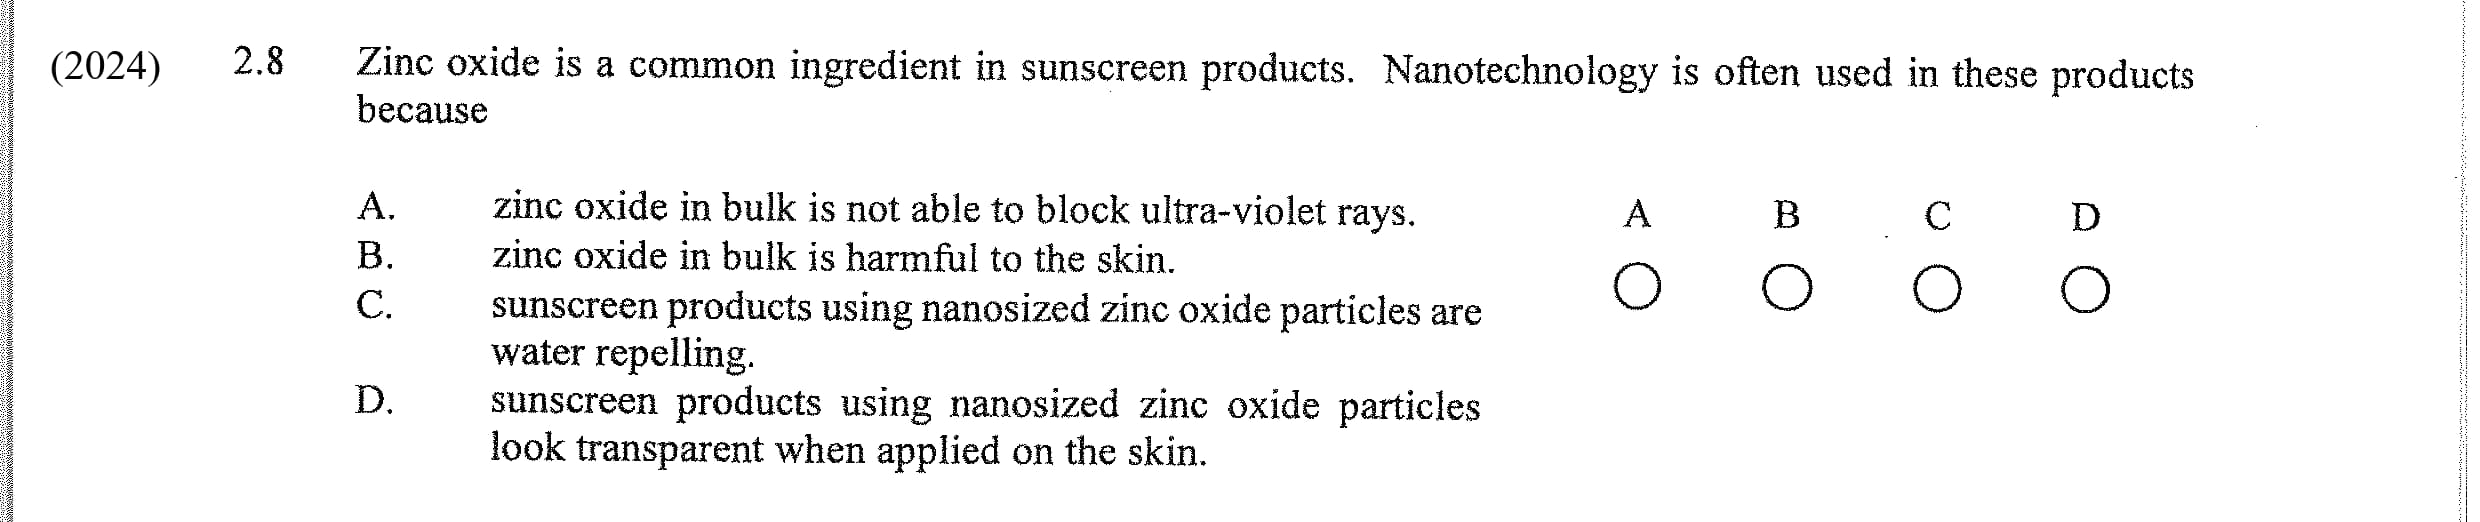 (2024) 2.8 Zinc oxide is a common ingredient in sunscreen products. Nanotechnology is often used in these products
because
A. zinc oxide in bulk is not able to block ultra-violet rays. A B C D
B. zinc oxide in bulk is harmful to the skin.
C. sunscreen products using nanosized zinc oxide particles are
water repelling.
D. sunscreen products using nanosized zinc oxide particles
look transparent when applied on the skin.